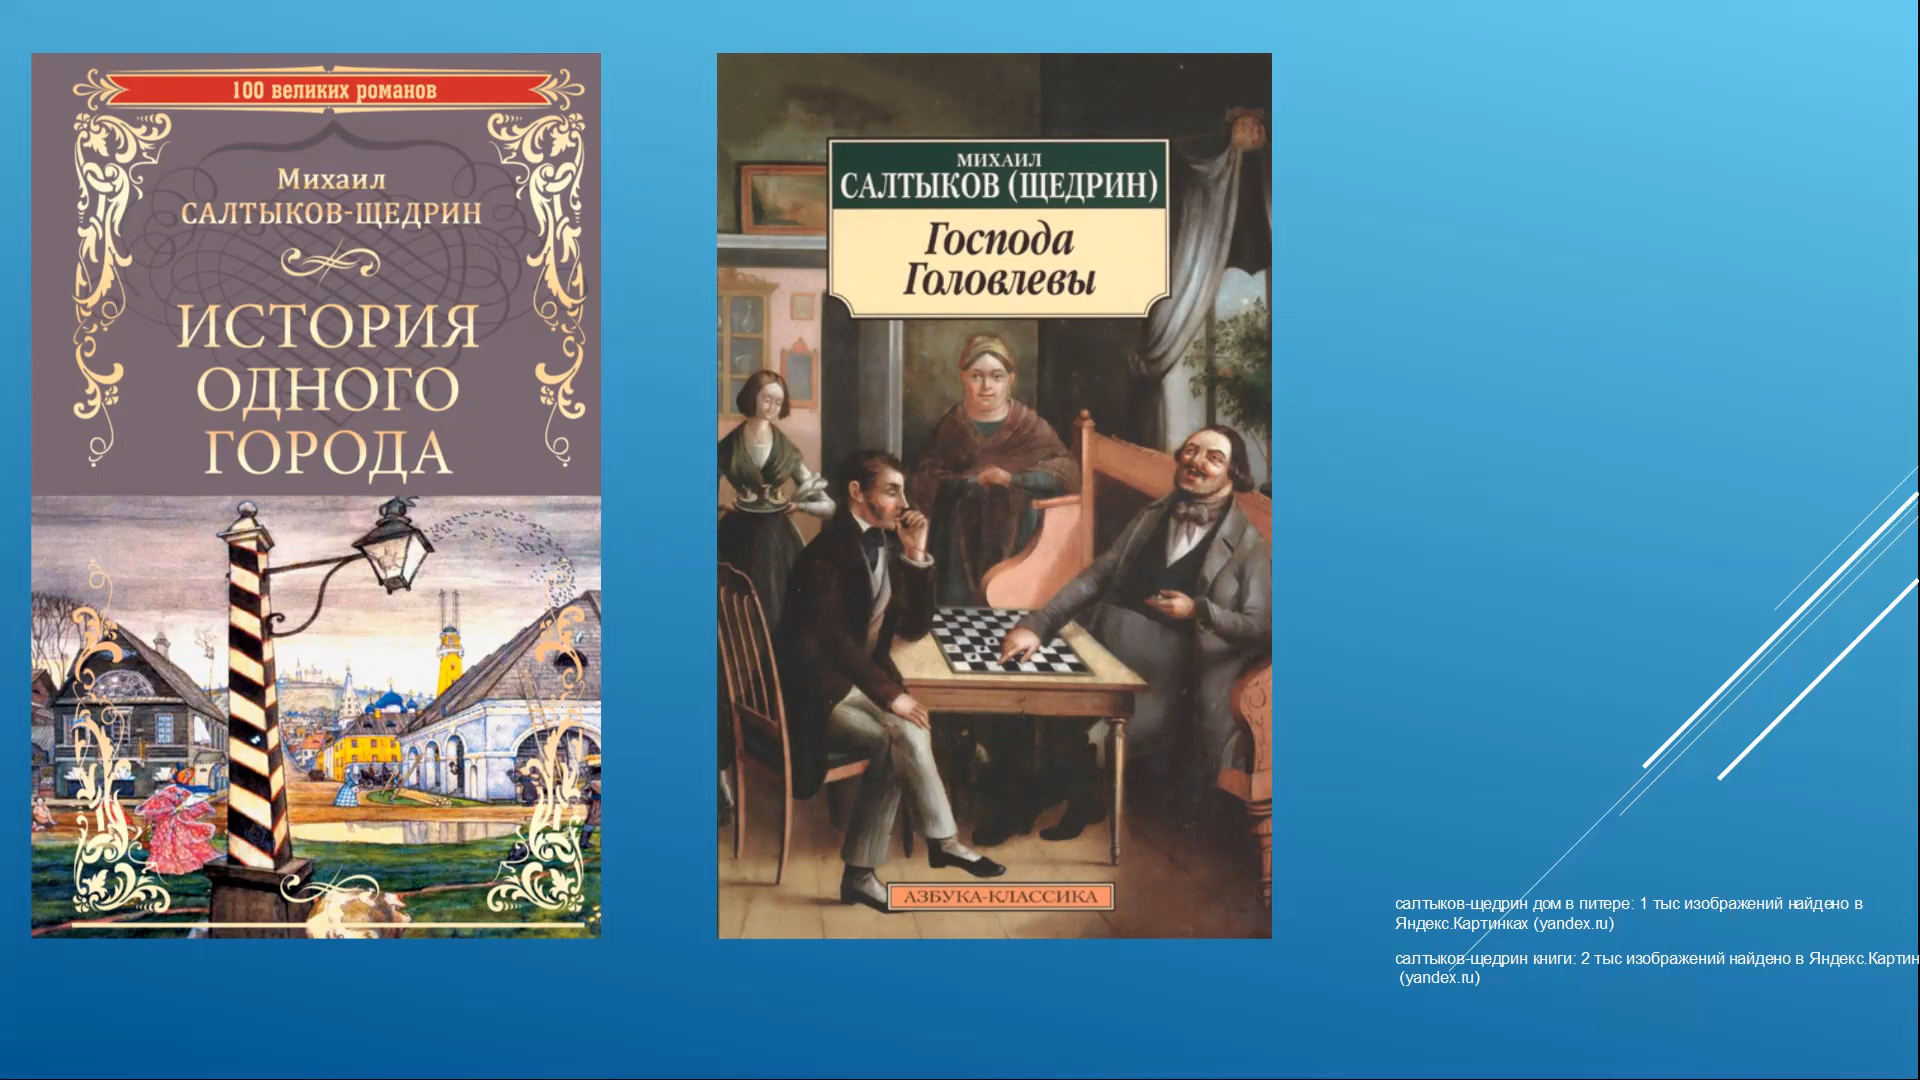 100 великих романов
Михаил
САЛТЫКОВ-ЩЕДРИН
ИСТОРИЯ
ОДНОГО
ГОРОДА
МИХАИЛ
САЛТЫКОВ (ЩЕДРИН)
Господа
Головлевы
АЗБУКА-КЛАССИКА
салтыков-щедрин дом в питере: 1 тыс изображений найдено в
Яндекс.Картинках (yandex.ru)
салтыков-щедрин книги: 2 тыс изображений найдено в Яндекс.Картин
(yandex.ru)